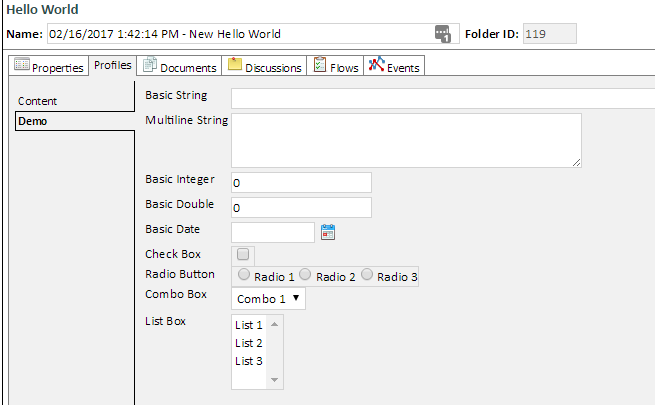 Hello World
Name: 02/16/2017 1:42:14 PM - New Hello World 1 Folder ID: 119
Properties Profiles Documents Discussions Flows Events
Content
Demo
Basic String
Multiline String
Basic Integer 0
Basic Double 0
Basic Date
Check Box
Radio Button Radio 1 Radio 2 Radio 3
Combo Box Combo 1
List Box List 1
List 2
List 3